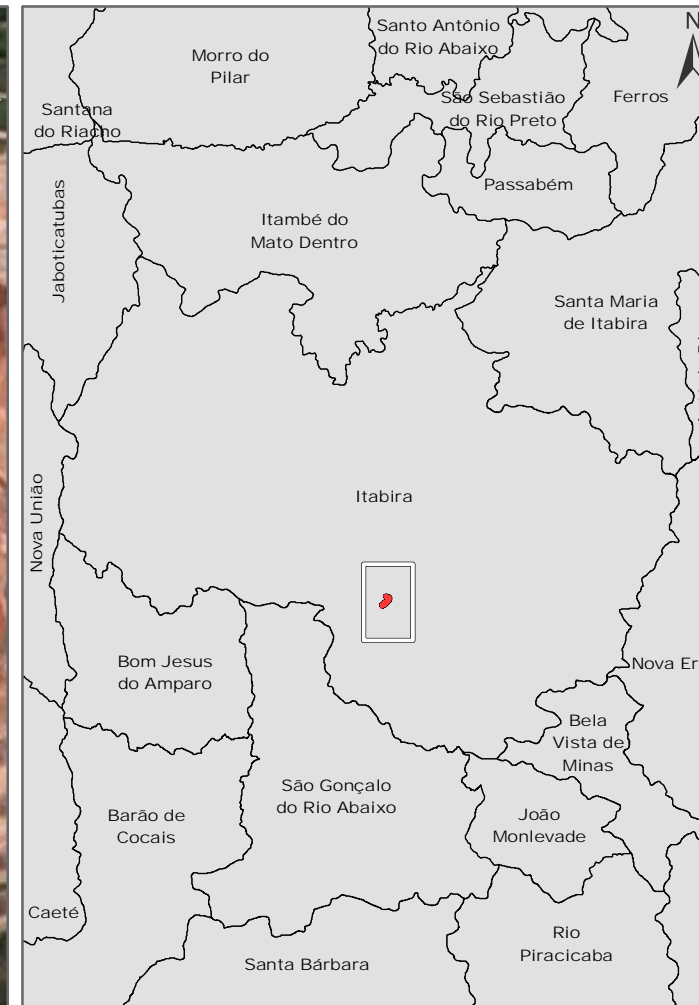 N
Santo Antônio
do Rio Abaixo
Morro do
Pilar
São Sebastião
do Rio Preto
Ferros
Santana
do Riacho
Passabém
Jaboticatubas
Itambé do
Mato Dentro
Santa Maria
de Itabira
Itabira
Nova União
Bom Jesus
do Amparo
Nova Er
Bela
Vista de
Minas
São Gonçalo
do Rio Abaixo
Barão de
Cocais
João
Monlevade
Caeté
Rio
Piracicaba
Santa Bárbara